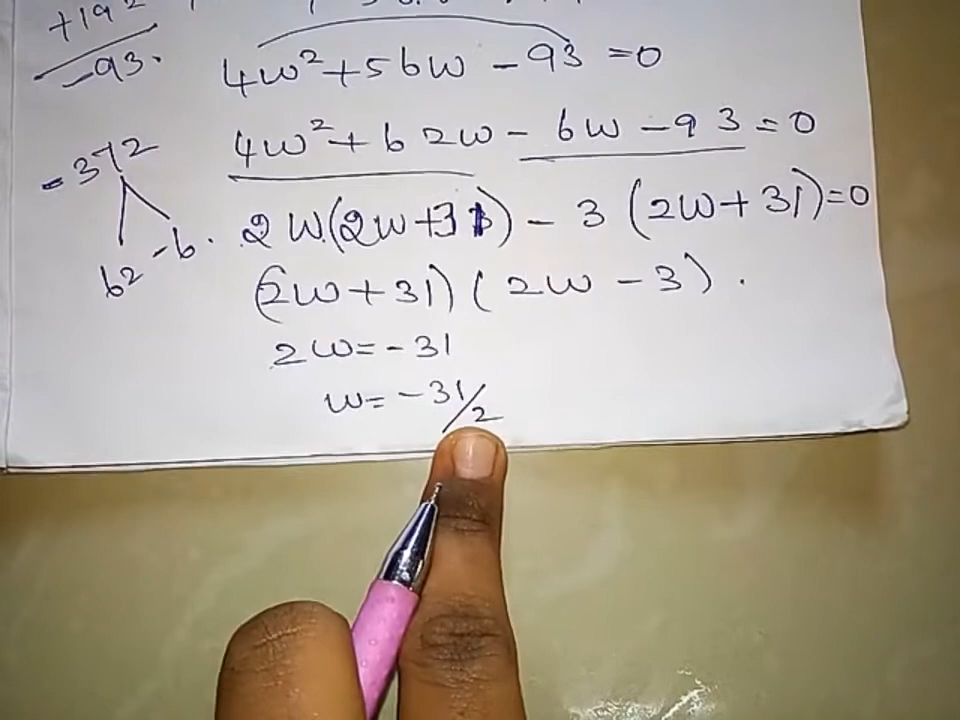 +192
-93.
4w²+56w - 93 =0
4w²+62w - 6w - 93 =0
-372
62 -6.
2w(2w+31) - 3 (2w+31)=0
(2w+31) (2w - 3) .
2w= -31
w= -31/2